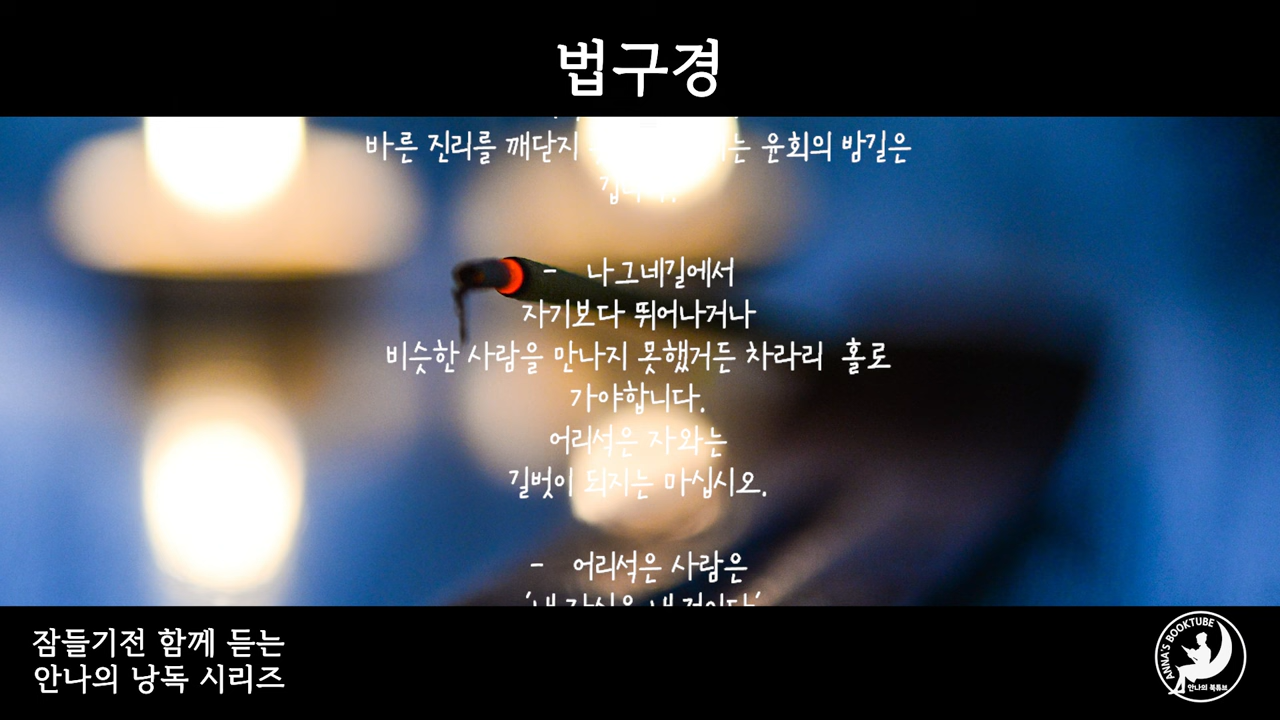 법구경
바른 진리를 깨닫지 는 윤회의 밤길은
- 나그네길에서
자기보다 뛰어나거나
비슷한 사람을 만나지 못했거든 차라리 홀로
가야합니다.
어리석은 자와는
길벗이 되지는 마십시오.
- 어리석은 사람은
잠들기전 함께 듣는
안나의 낭독 시리즈
ANNA'S BOOKTUBE
안나의 북튜브